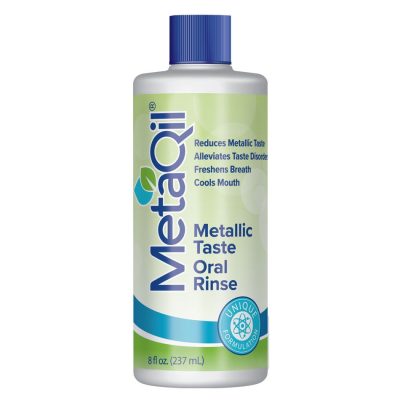 MetaQil®
Reduces Metallic Taste
Alleviates Taste Disorders
Freshens Breath
Cools Mouth
Metallic
Taste
Oral
Rinse
UNIQUE
FORMULATION
8 fl oz. (237 mL)